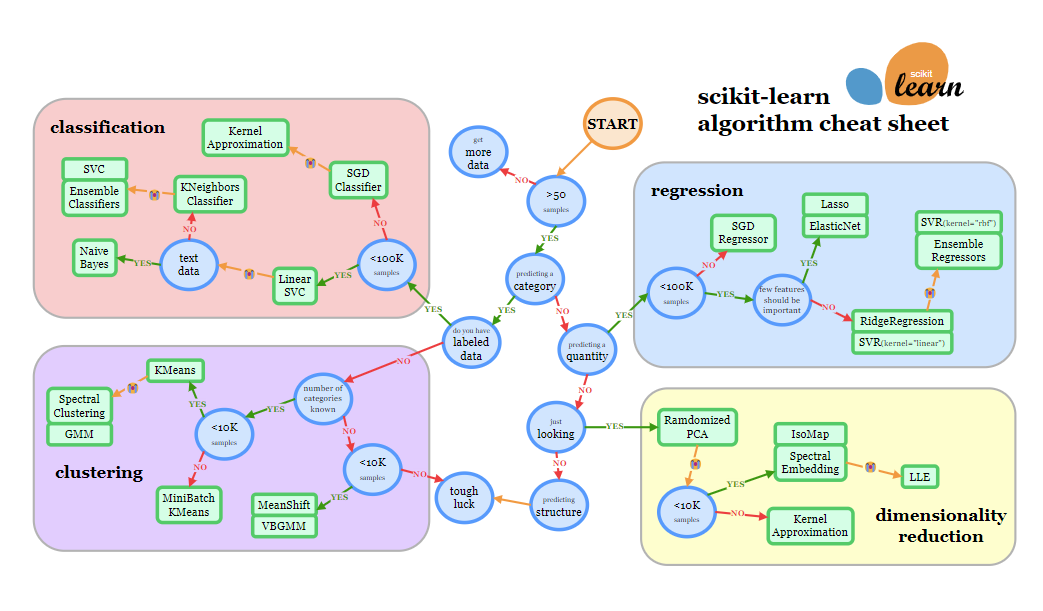 scikit
learn
scikit-learn
algorithm cheat sheet
START
get
more
data
NO
>50
samples
YES
predicting a
category
YES
NO
do you have
labeled
data
YES
NO
predicting a
quantity
YES
NO
Just
looking
YES
NO
predicting
structure
tough
luck
classification
Kernel
Approximation
SVC
Ensemble
Classifiers
KNeighbors
Classifier
SGD
Classifier
NO
NO
Naive
Bayes
YES
text
data
Linear
SVC
YES
<100K
samples
regression
SGD
Regressor
Lasso
ElasticNet
SVR(kernel="rbf")
Ensemble
Regressors
NO
YES
<100K
samples
YES
few features
should be
important
NO
RidgeRegression
SVR(kernel="linear")
KMeans
Spectral
Clustering
GMM
YES
number of
categories
known
YES
NO
<10K
samples
NO
<10K
samples
NO
YES
clustering
MiniBatch
KMeans
MeanShift
VBGMM
Randomized
PCA
IsoMap
Spectral
Embedding
LLE
YES
<10K
samples
NO
Kernel
Approximation
dimensionality
reduction